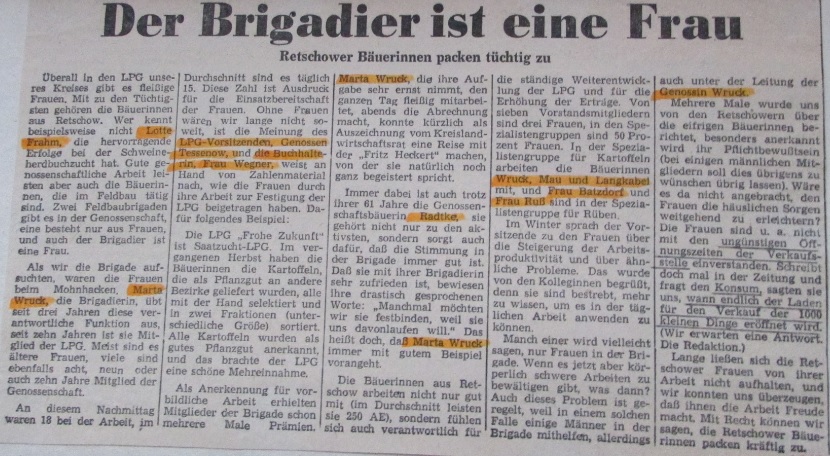 Der Brigadier ist eine Frau
Retschower Bäuerinnen packen tüchtig zu
Überall in den LPG unse-
res Kreises gibt es fleißige
Frauen. Mit zu den Tüchtig-
sten gehören die Bäuerinnen
aus Retschow. Wer kennt
beispielsweise nicht Lotte
Frahm, die hervorragende
Erfolge bei der Schweine-
herdbuchzucht hat. Gute ge-
nossenschaftliche Arbeit lei-
sten aber auch die Bäuerin-
nen, die im Feldbau tätig
sind. Zwei Feldbaubrigaden
gibt es in der Genossenschaft,
eine besteht nur aus Frauen,
und auch der Brigadier ist
eine Frau.
Als wir die Brigade auf-
suchten, waren die Frauen
beim Mohnhacken. Marta
Wruck, die Brigadierin, übt
seit drei Jahren diese ver-
antwortliche Funktion aus,
seit zehn Jahren ist sie Mit-
glied der LPG. Meist sind es
ältere Frauen, viele sind
ebenfalls acht, neun oder
auch zehn Jahre Mitglied der
Genossenschaft.
An diesem Nachmittag
waren 18 bei der Arbeit, im
Durchschnitt sind es täglich
15. Diese Zahl ist Ausdruck
für die Einsatzbereitschaft
der Frauen. Ohne Frauen
wären wir lange nicht so-
weit, ist die Meinung des
LPG-Vorsitzenden, Genossen
Tessenow, und die Buchhalte-
rin, Frau Wegner, weist an
Hand von Zahlenmaterial
nach, wie die Frauen durch
ihre Arbeit zur Festigung der
LPG beigetragen haben. Da-
für folgendes Beispiel:
Die LPG „Frohe Zukunft"
ist Saatzucht-LPG. Im ver-
gangenen Herbst haben die
Bäuerinnen die Kartoffeln,
die als Pflanzgut an andere
Bezirke geliefert wurden, alle
mit der Hand selektiert und
in zwei Fraktionen (unter-
schiedliche Größe) sortiert.
Alle Kartoffeln wurden als
gutes Pflanzgut anerkannt,
und das brachte der LPG
eine schöne Mehreinnahme.
Als Anerkennung für vor-
bildliche Arbeit erhielten
Mitglieder der Brigade schon
mehrere Male Prämien.
Marta Wruck, die ihre Auf-
gabe sehr ernst nimmt, den
ganzen Tag fleißig mitarbei-
tet, abends die Abrechnung
macht, konnte kürzlich als
Auszeichnung vom Kreisland-
wirtschaftsrat eine Reise mit
der „Fritz Heckert" machen,
von der sie natürlich noch
ganz begeistert spricht.
Immer dabei ist auch trotz
ihrer 61 Jahre die Genossen-
schaftsbäuerin Radtke, sie
gehört nicht nur zu den ak-
tivsten, sondern sorgt auch
dafür, daß die Stimmung in
der Brigade immer gut ist.
Daß sie mit ihrer Brigadierin
sehr zufrieden ist, bewiesen
ihre drastisch gesprochenen
Worte: „Manchmal möchten
wir sie festbinden, weil sie
uns davonlaufen will." Das
heißt doch, daß Marta Wruck
immer mit gutem Beispiel
vorangeht.
Die Bäuerinnen aus Ret-
schow arbeiten nicht nur gut
mit (im Durchschnitt leisten
sie 250 AE), sondern fühlen
sich auch verantwortlich für
die ständige Weiterentwick-
lung der LPG und für die
Erhöhung der Erträge. Von
sieben Vorstandsmitgliedern
sind drei Frauen, in den Spe-
zialistengruppen sind 50 Pro-
zent Frauen. In der Spezia-
listengruppe für Kartoffeln
arbeiten die Bäuerinnen
Wruck, Mau und Langkabel
mit, und Frau Batzdorf und
Frau Ruß sind in der Spezia-
listengruppe für Rüben.
Im Winter sprach der Vor-
sitzende zu den Frauen über
die Steigerung der Arbeits-
produktivität und über ähn-
liche Probleme. Das wurde
von den Kolleginnen begrüßt,
denn sie sind bestrebt, mehr
zu wissen, um es in der täg-
lichen Arbeit anwenden zu
können.
Manch einer wird vielleicht
sagen, nur Frauen in der Bri-
gade. Wenn es jetzt aber kör-
perlich schwere Arbeiten zu
bewältigen gibt, was dann?
Auch dieses Problem ist ge-
regelt, weil in einem solchen
Falle einige Männer in der
Brigade mithelfen, allerdings
auch unter der Leitung der
Genossin Wruck.
Mehrere Male wurde uns
von den Retschowern über
die eifrigen Bäuerinnen be-
richtet, besonders anerkannt
wird ihr Pflichtbewußtsein
(bei einigen männlichen Mit-
gliedern soll dies übrigens zu
wünschen übrig lassen). Wäre
es da nicht angebracht, den
Frauen die häuslichen Sorgen
weitgehend zu erleichtern?
Die Frauen sind u. a. nicht
mit den ungünstigen Öff-
nungszeiten der Verkaufs-
stelle einverstanden. Schreibt
doch mal in der Zeitung und
fragt den Konsum, sagten sie
uns, wann endlich der Laden
für den Verkauf der 1000
kleinen Dinge eröffnet wird.
(Wir erwarten eine Antwort.
Die Redaktion.)
Lange ließen sich die Ret-
schower Frauen von ihrer
Arbeit nicht aufhalten, und
wir konnten uns überzeugen,
daß ihnen die Arbeit Freude
macht. Mit Recht können wir
sagen, die Retschower Bäue-
rinnen packen kräftig zu.